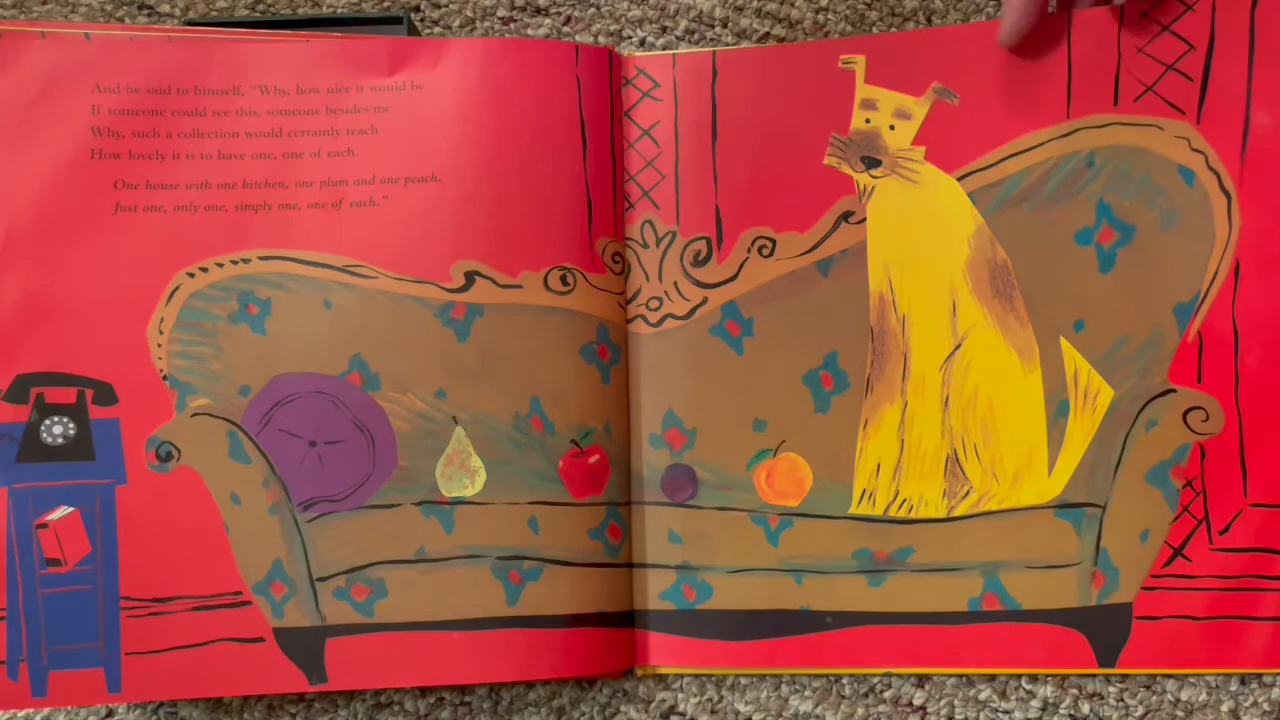 And he said to himself, “Why, how nice it would be
If someone could see this, someone besides me.
Why, such a collection would certainly teach
How lovely it is to have one, one of each.
One house with one kitchen, one plum and one peach.
Just one, only one, simply one, one of each.”